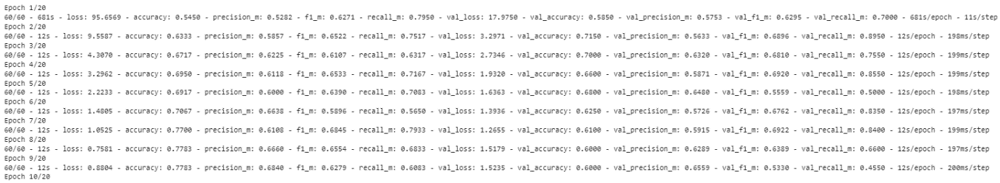 Epoch 1/20
60/60 - 681s - loss: 95.6569 - accuracy: 0.5450 - precision_m: 0.5282 - f1_m: 0.6271 - recall_m: 0.7950 - val_loss: 17.9750 - val_accuracy: 0.5850 - val_precision_m: 0.5753 - val_f1_m: 0.6295 - val_recall_m: 0.7000 - 681s/epoch - 11s/step
Epoch 2/20
60/60 - 12s - loss: 9.5587 - accuracy: 0.6333 - precision_m: 0.5857 - f1_m: 0.6522 - recall_m: 0.7517 - val_loss: 3.2971 - val_accuracy: 0.7150 - val_precision_m: 0.5633 - val_f1_m: 0.6896 - val_recall_m: 0.8950 - 12s/epoch - 198ms/step
Epoch 3/20
60/60 - 12s - loss: 4.3070 - accuracy: 0.6717 - precision_m: 0.6225 - f1_m: 0.6107 - recall_m: 0.6317 - val_loss: 2.7346 - val_accuracy: 0.7000 - val_precision_m: 0.6320 - val_f1_m: 0.6810 - val_recall_m: 0.7550 - 12s/epoch - 199ms/step
Epoch 4/20
60/60 - 12s - loss: 3.2962 - accuracy: 0.6950 - precision_m: 0.6118 - f1_m: 0.6533 - recall_m: 0.7167 - val_loss: 1.9320 - val_accuracy: 0.6600 - val_precision_m: 0.5871 - val_f1_m: 0.6920 - val_recall_m: 0.8550 - 12s/epoch - 199ms/step
Epoch 5/20
60/60 - 12s - loss: 2.2233 - accuracy: 0.6917 - precision_m: 0.6000 - f1_m: 0.6390 - recall_m: 0.7083 - val_loss: 1.6363 - val_accuracy: 0.6800 - val_precision_m: 0.6480 - val_f1_m: 0.5559 - val_recall_m: 0.5000 - 12s/epoch - 198ms/step
Epoch 6/20
60/60 - 12s - loss: 1.4805 - accuracy: 0.7067 - precision_m: 0.6638 - f1_m: 0.5896 - recall_m: 0.5650 - val_loss: 1.3936 - val_accuracy: 0.6250 - val_precision_m: 0.5726 - val_f1_m: 0.6762 - val_recall_m: 0.8350 - 12s/epoch - 197ms/step
Epoch 7/20
60/60 - 12s - loss: 1.0525 - accuracy: 0.7700 - precision_m: 0.6108 - f1_m: 0.6845 - recall_m: 0.7933 - val_loss: 1.2655 - val_accuracy: 0.6100 - val_precision_m: 0.5915 - val_f1_m: 0.6922 - val_recall_m: 0.8400 - 12s/epoch - 199ms/step
Epoch 8/20
60/60 - 12s - loss: 0.7581 - accuracy: 0.7783 - precision_m: 0.6660 - f1_m: 0.6554 - recall_m: 0.6833 - val_loss: 1.5179 - val_accuracy: 0.6000 - val_precision_m: 0.6289 - val_f1_m: 0.6389 - val_recall_m: 0.6600 - 12s/epoch - 197ms/step
Epoch 9/20
60/60 - 12s - loss: 0.8804 - accuracy: 0.7783 - precision_m: 0.6840 - f1_m: 0.6279 - recall_m: 0.6083 - val_loss: 1.5235 - val_accuracy: 0.6000 - val_precision_m: 0.6559 - val_f1_m: 0.5330 - val_recall_m: 0.4550 - 12s/epoch - 200ms/step
Epoch 10/20